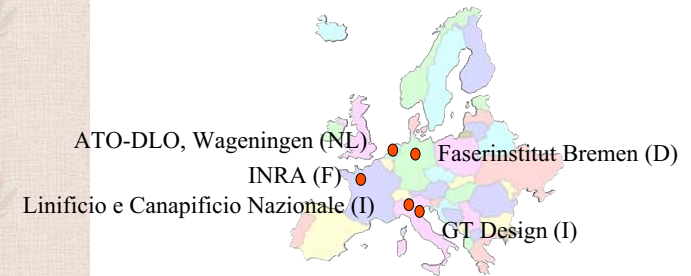 ATO-DLO, Wageningen (NL)
Faserinstitut Bremen (D)
INRA (F)
Linificio e Canapificio Nazionale (I)
GT Design (I)